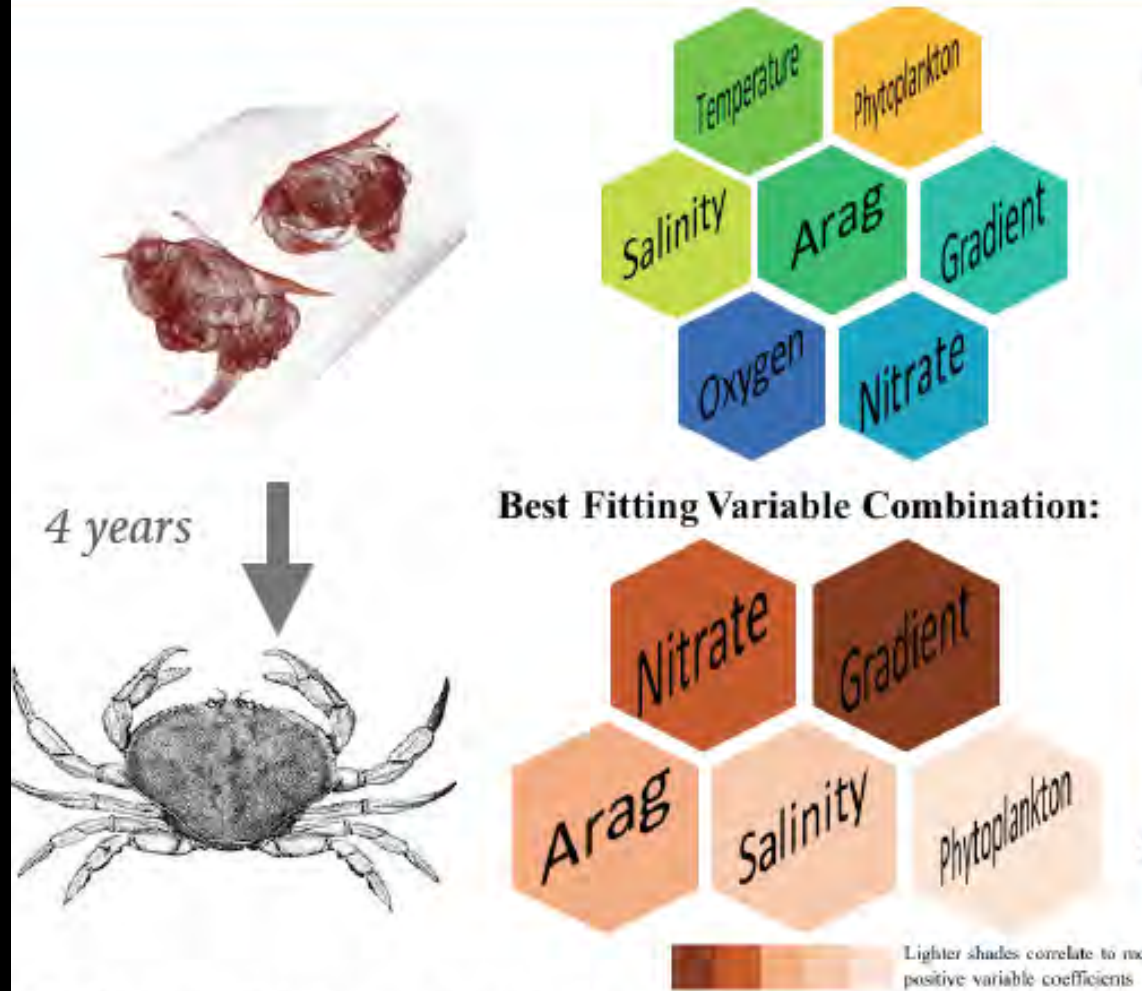 Temperature
Phytoplankton
Salinity
Arag
Gradient
Oxygen
Nitrate
4 years
Best Fitting Variable Combination:
Nitrate
Gradient
Arag
Salinity
Phytoplankton
Lighter shades correlate to
positive variable coefficients